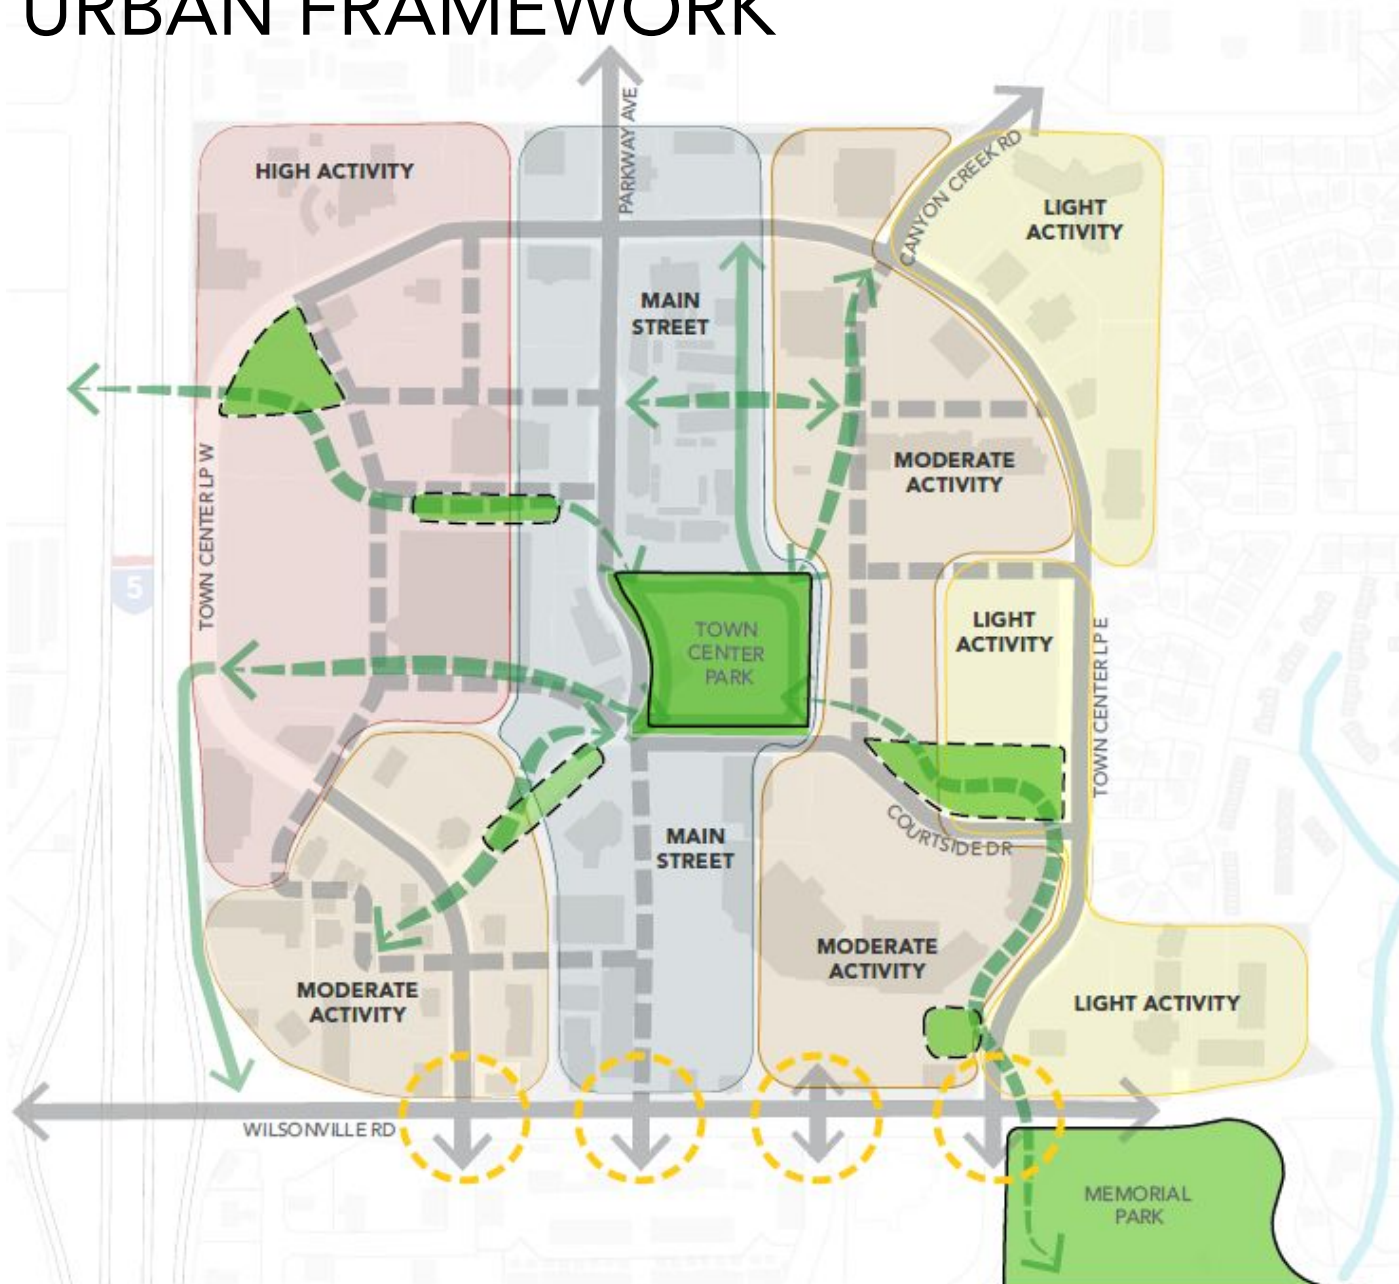 URBAN FRAMEWORK
PARKWAY AVE
CANYON CREEK RD
HIGH ACTIVITY
LIGHT
ACTIVITY
MAIN
STREET
MODERATE
ACTIVITY
TOWN CENTER LP W
5
LIGHT
ACTIVITY
TOWN
CENTER
PARK
TOWN CENTER LP E
COURTSIDE DR
MAIN
STREET
MODERATE
ACTIVITY
MODERATE
ACTIVITY
LIGHT ACTIVITY
WILSONVILLE RD
MEMORIAL
PARK